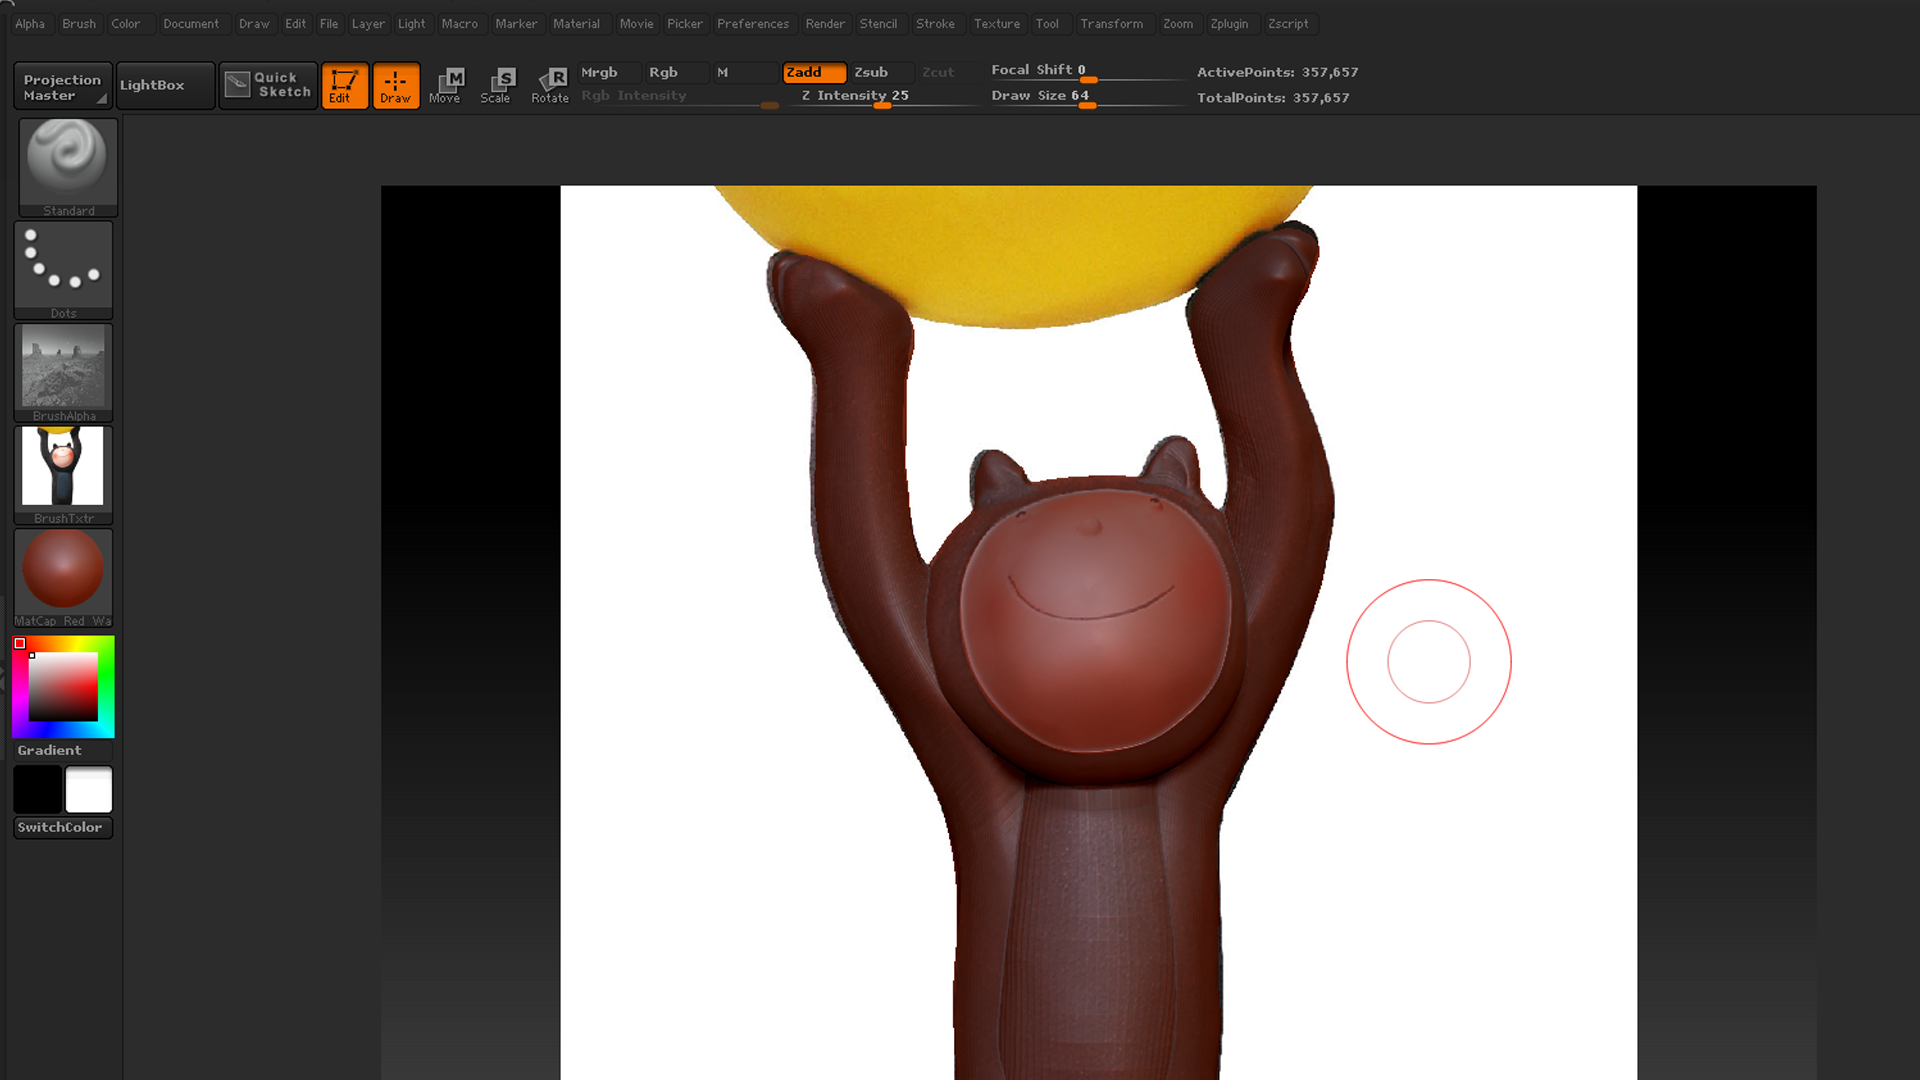 Alpha Brush Color Document Draw Edit File Layer Light Macro Marker Material Movie Picker Preferences Render Stencil Stroke Texture Tool Transform Zoom Zplugin Zscript
Projection Master
LightBox
Quick Sketch
Edit
Draw
M
Move
S
Scale
R
Rotate
Mrgb Rgb M Zadd Zsub Zcut
Rgb Intensity Z Intensity 25
Focal Shift 0
Draw Size 64
ActivePoints: 357,657
TotalPoints: 357,657
Standard
Dots
BrushAlpha
BrushTxtr
MatCap Red Wa
Gradient
SwitchColor